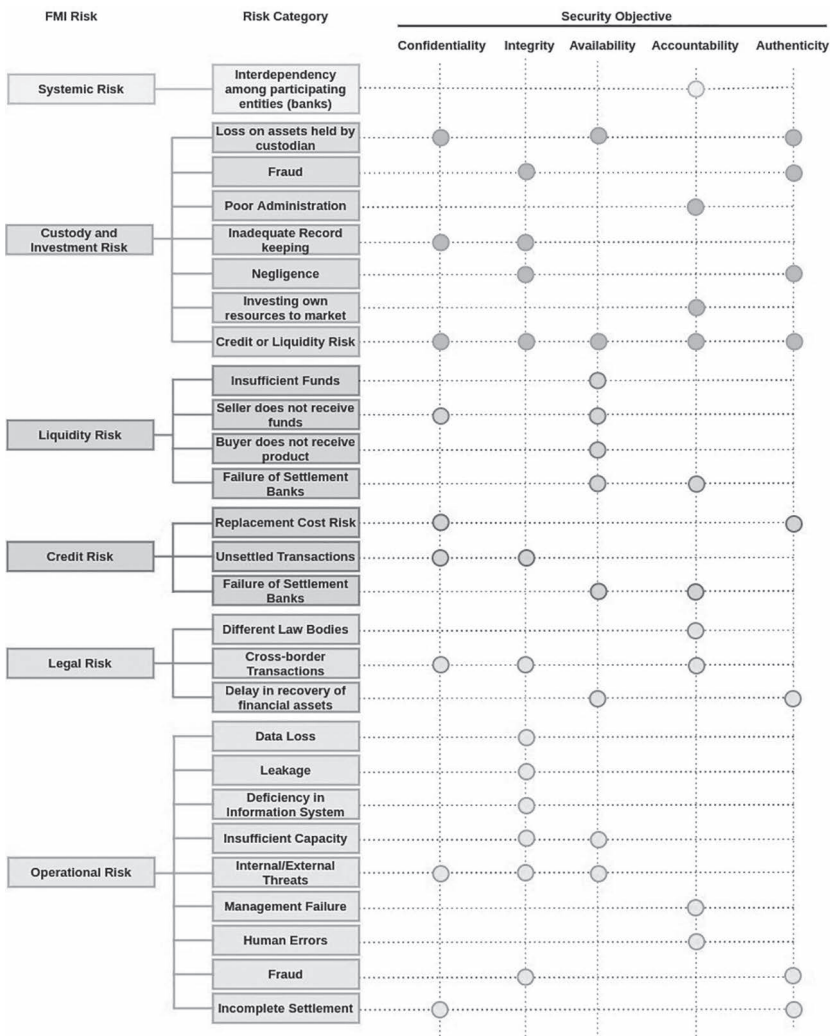 FMI Risk
Risk Category
Security Objective
Confidentiality
Integrity
Availability
Accountability
Authenticity
Systemic Risk
Interdependency
among participating
entities (banks)
Custody and
Investment Risk
Loss on assets held by
custodian
Fraud
Poor Administration
Inadequate Record
keeping
Negligence
Investing own
resources to market
Credit or Liquidity Risk
Liquidity Risk
Insufficient Funds
Seller does not receive
funds
Buyer does not receive
product
Failure of Settlement
Banks
Credit Risk
Replacement Cost Risk
Unsettled Transactions
Failure of Settlement
Banks
Legal Risk
Different Law Bodies
Cross-border
Transactions
Delay in recovery of
financial assets
Operational Risk
Data Loss
Leakage
Deficiency in
Information System
Insufficient Capacity
Internal/External
Threats
Management Failure
Human Errors
Fraud
Incomplete Settlement